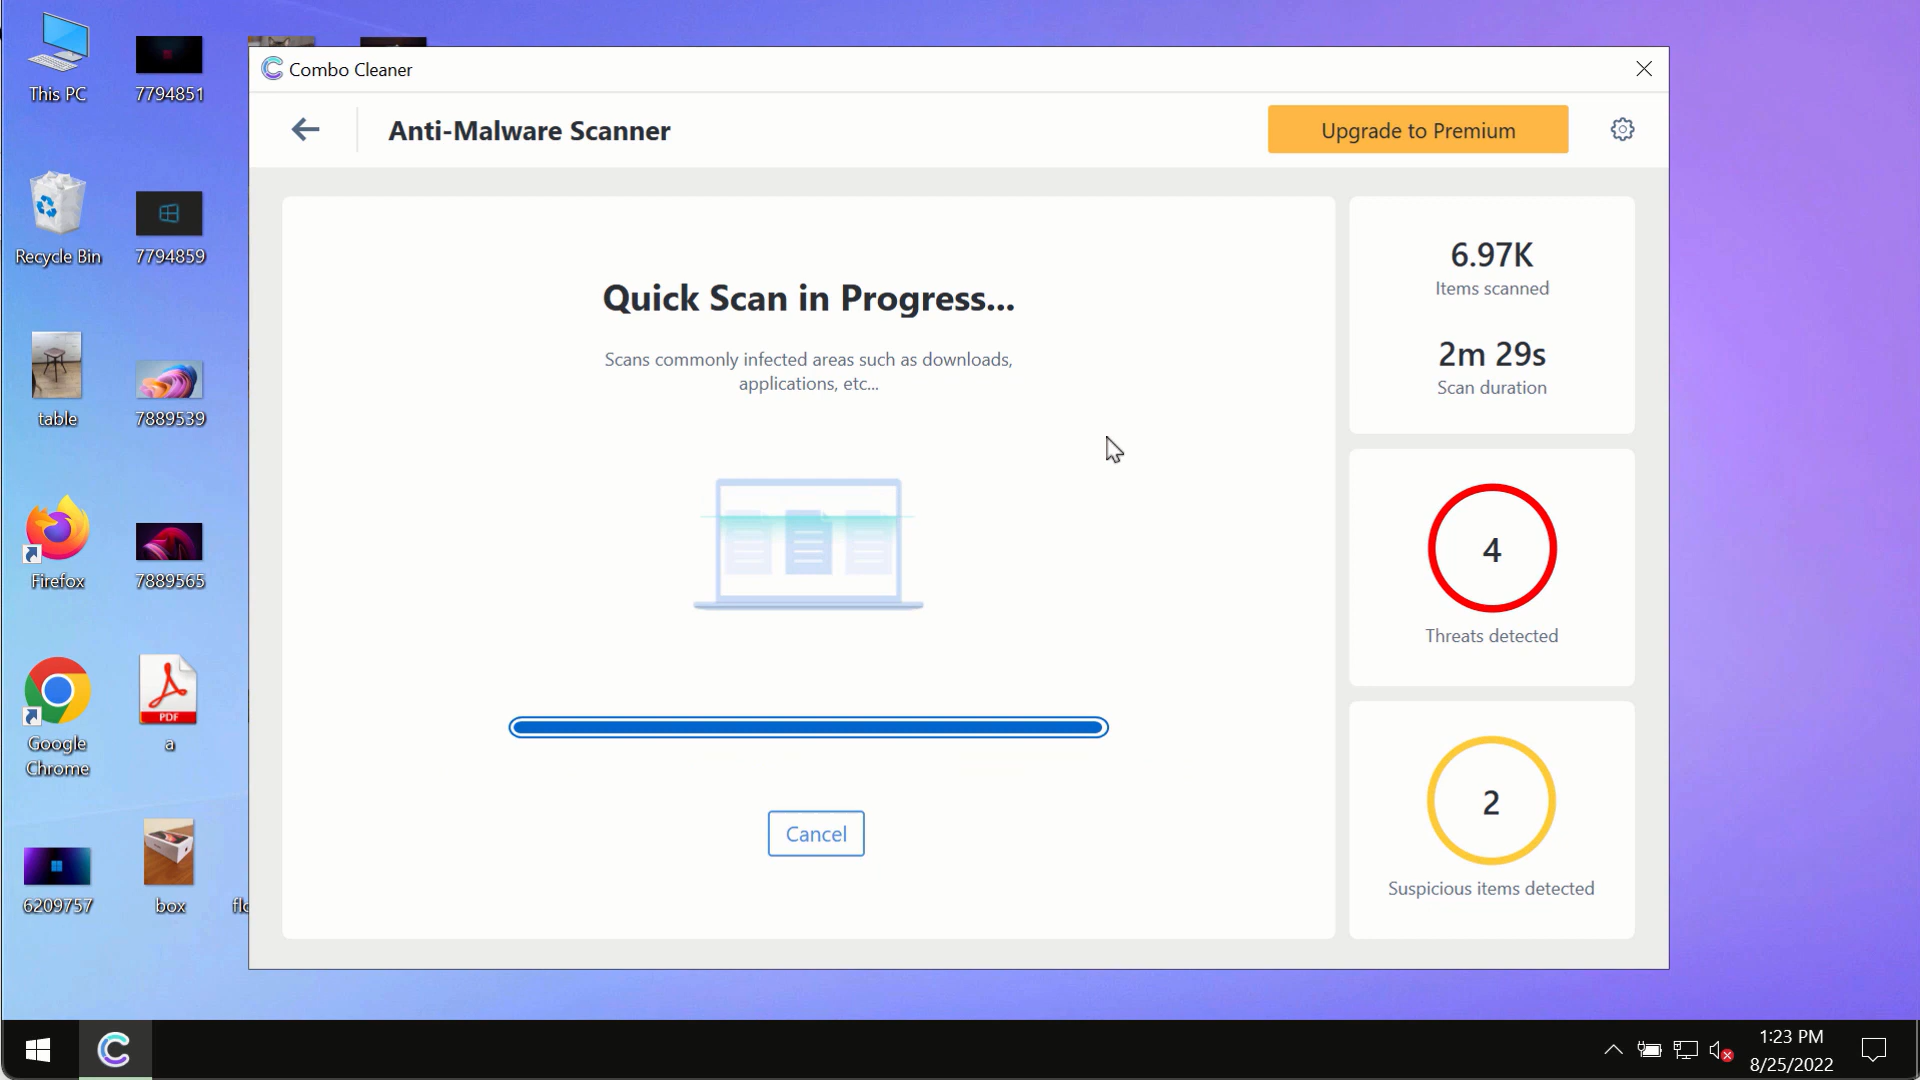 Combo Cleaner
Anti-Malware Scanner
Upgrade to Premium
Quick Scan in Progress...
Scans commonly infected areas such as downloads,
applications, etc...
Cancel
6.97K
Items scanned
2m 29s
Scan duration
4
Threats detected
2
Suspicious items detected
This PC
7794851
Recycle Bin
7794859
table
7889539
Firefox
7889565
Google
Chrome
PDF
a
6209757
box
1:23 PM
8/25/2022